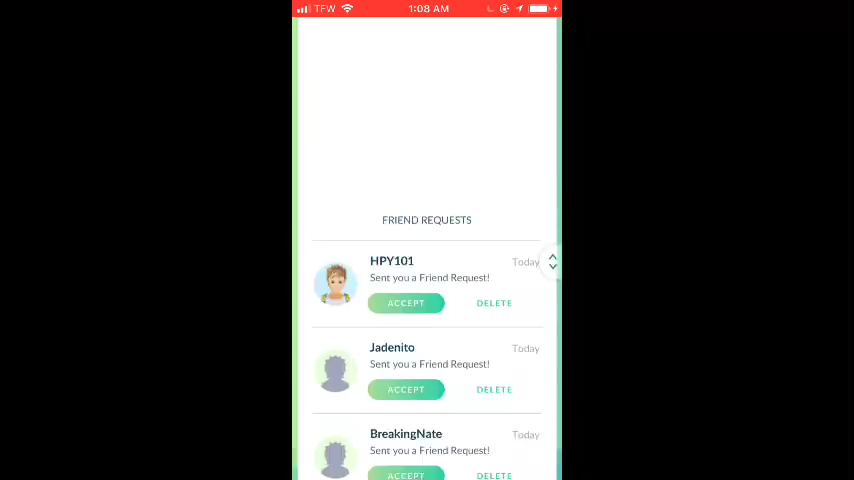 TFW 1:08 AM
FRIEND REQUESTS
HPY101 Today
Sent you a Friend Request!
ACCEPT DELETE
Jadenito Today
Sent you a Friend Request!
ACCEPT DELETE
BreakingNate Today
Sent you a Friend Request!
ACCEPT DELETE